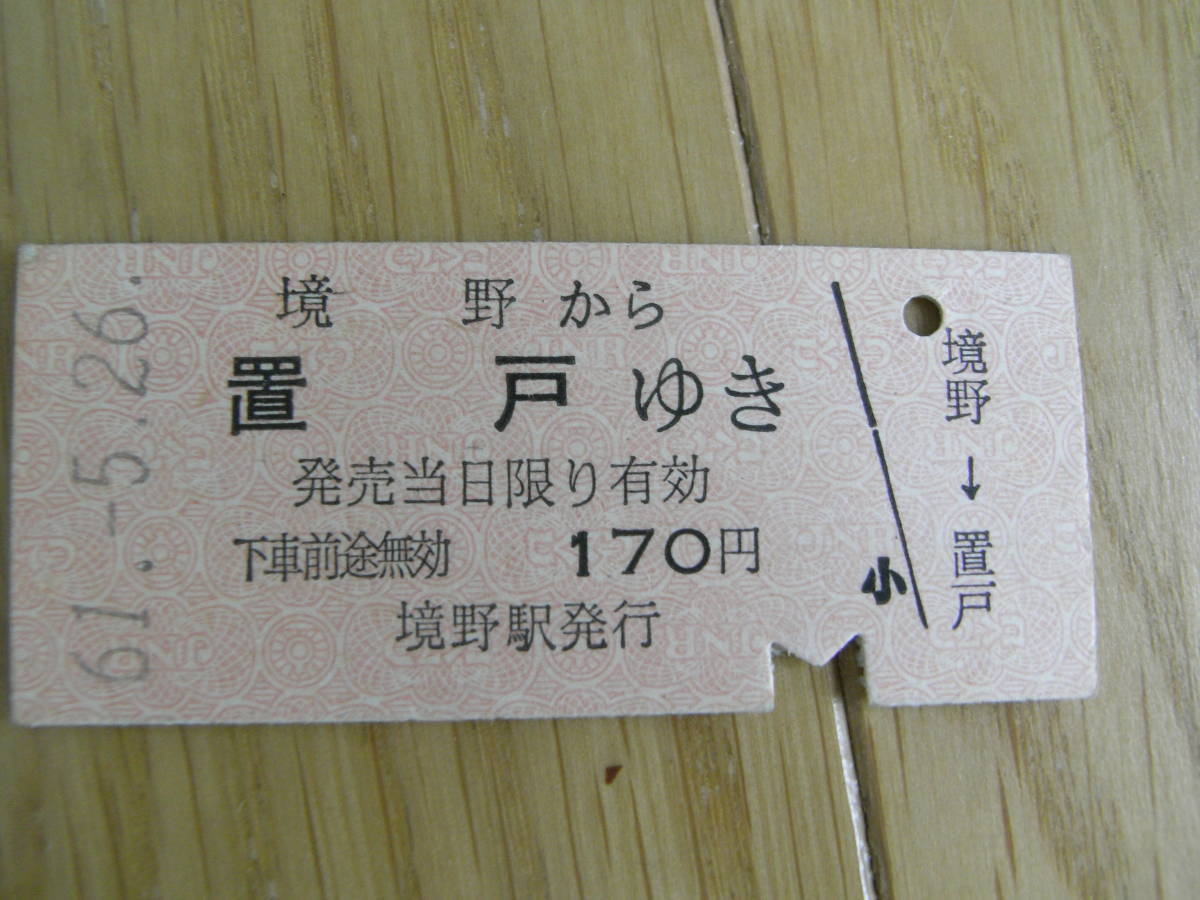 61.-5.26.
境野から
置戸ゆき
発売当日限り有効
下車前途無効 170円
境野駅発行
小
境野→置戸